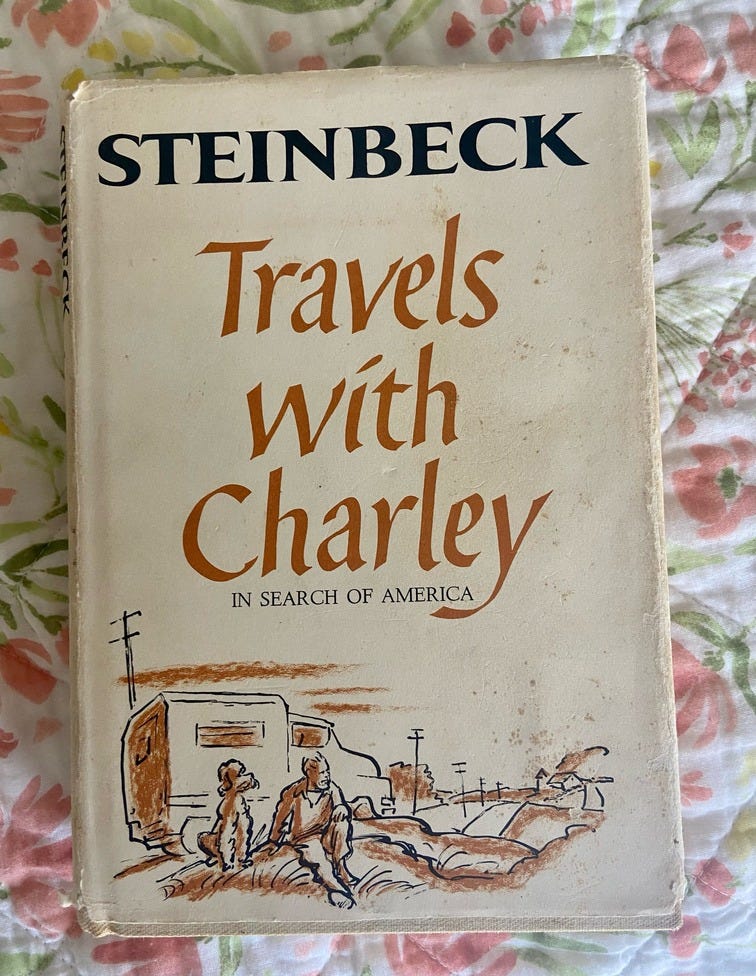 STEINBECK
Travels
with
Charley
IN SEARCH OF AMERICA
STEINBECK